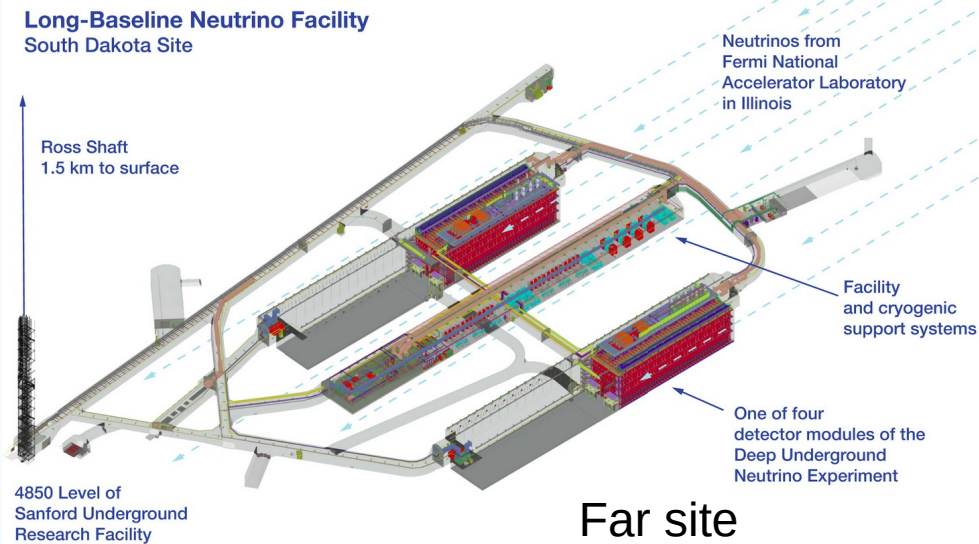 Long-Baseline Neutrino Facility
South Dakota Site
Neutrinos from
Fermi National
Accelerator Laboratory
in Illinois
Ross Shaft
1.5 km to surface
Facility
and cryogenic
support systems
One of four
detector modules of the
Deep Underground
Neutrino Experiment
4850 Level of
Sanford Underground
Research Facility
Far site